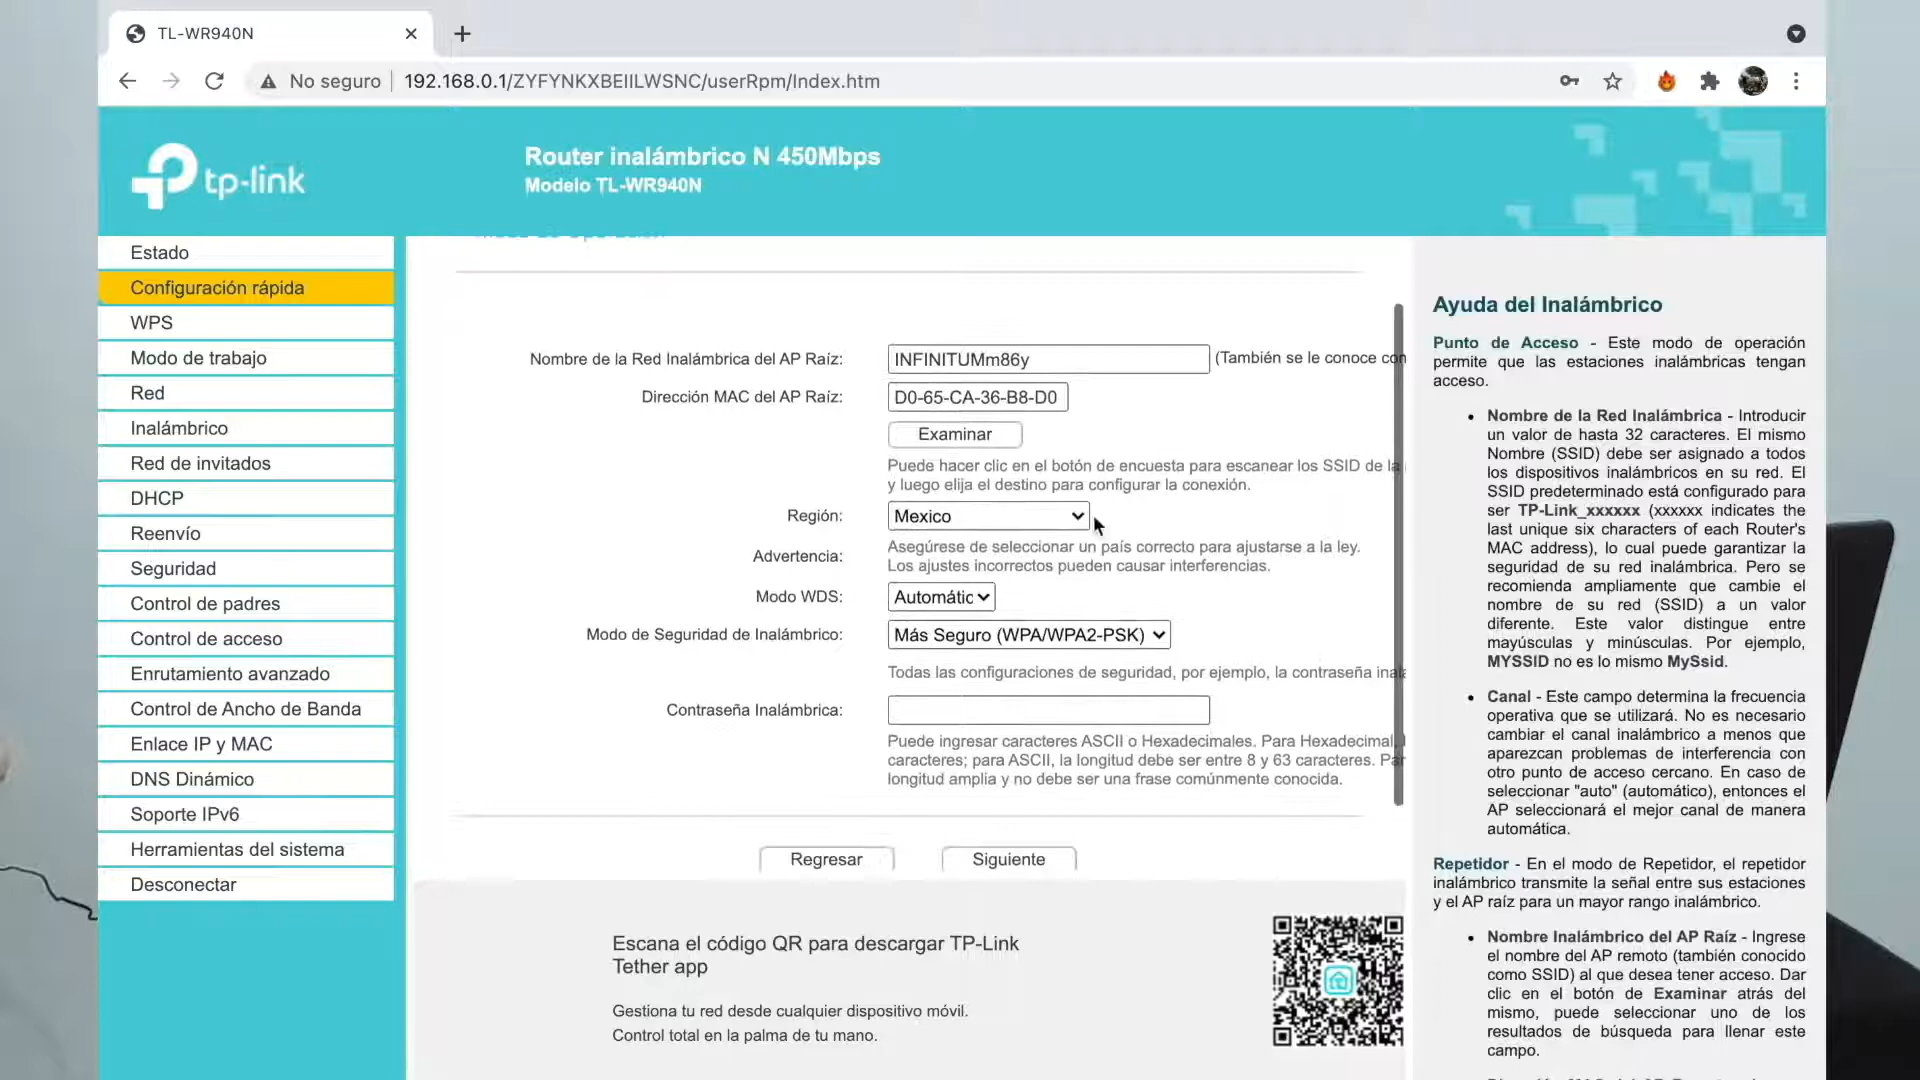 TL-WR940N
No seguro
192.168.0.1/ZYFYNKXBEIILWSNC/userRpm/Index.htm
tp-link
Router inalámbrico N 450Mbps
Modelo TL-WR940N
Estado
Configuración rápida
WPS
Modo de trabajo
Red
Inalámbrico
Red de invitados
DHCP
Reenvío
Seguridad
Control de padres
Control de acceso
Enrutamiento avanzado
Control de Ancho de Banda
Enlace IP y MAC
DNS Dinámico
Soporte IPv6
Herramientas del sistema
Desconectar
Nombre de la Red Inalámbrica del AP Raíz: INFINITUMm86y (También se le conoce con
Dirección MAC del AP Raíz: D0-65-CA-36-B8-D0
Examinar
Puede hacer clic en el botón de encuesta para escanear los SSID de la
y luego elija el destino para configurar la conexión.
Región: Mexico
Advertencia: Asegúrese de seleccionar un país correcto para ajustarse a la ley.
Los ajustes incorrectos pueden causar interferencias.
Modo WDS: Automátic
Modo de Seguridad de Inalámbrico: Más Seguro (WPA/WPA2-PSK)
Todas las configuraciones de seguridad, por ejemplo, la contraseña inalá
Contraseña Inalámbrica:
Puede ingresar caracteres ASCII o Hexadecimales. Para Hexadecimal,
caracteres; para ASCII, la longitud debe ser entre 8 y 63 caracteres. Par
longitud amplia y no debe ser una frase comúnmente conocida.
Regresar
Siguiente
Escana el código QR para descargar TP-Link
Tether app
Gestiona tu red desde cualquier dispositivo móvil.
Control total en la palma de tu mano.
Ayuda del Inalámbrico
Punto de Acceso - Este modo de operación
permite que las estaciones inalámbricas tengan
acceso.
• Nombre de la Red Inalámbrica - Introducir
un valor de hasta 32 caracteres. El mismo
Nombre (SSID) debe ser asignado a todos
los dispositivos inalámbricos en su red. El
SSID predeterminado está configurado para
ser TP-Link_xxxxxx (xxxxxx indicates the
last unique six characters of each Router's
MAC address), lo cual puede garantizar la
seguridad de su red inalámbrica. Pero se
recomienda ampliamente que cambie el
nombre de su red (SSID) a un valor
diferente. Este valor distingue entre
mayúsculas y minúsculas. Por ejemplo,
MYSSID no es lo mismo MySsid.
• Canal - Este campo determina la frecuencia
operativa que se utilizará. No es necesario
cambiar el canal inalámbrico a menos que
aparezcan problemas de interferencia con
otro punto de acceso cercano. En caso de
seleccionar "auto" (automático), entonces el
AP seleccionará el mejor canal de manera
automática.
Repetidor - En el modo de Repetidor, el repetidor
inalámbrico transmite la señal entre sus estaciones
y el AP raíz para un mayor rango inalámbrico.
• Nombre Inalámbrico del AP Raíz - Ingrese
el nombre del AP remoto (también conocido
como SSID) al que desea tener acceso. Dar
clic en el botón de Examinar atrás del
mismo, puede seleccionar uno de los
resultados de búsqueda para llenar este
campo.